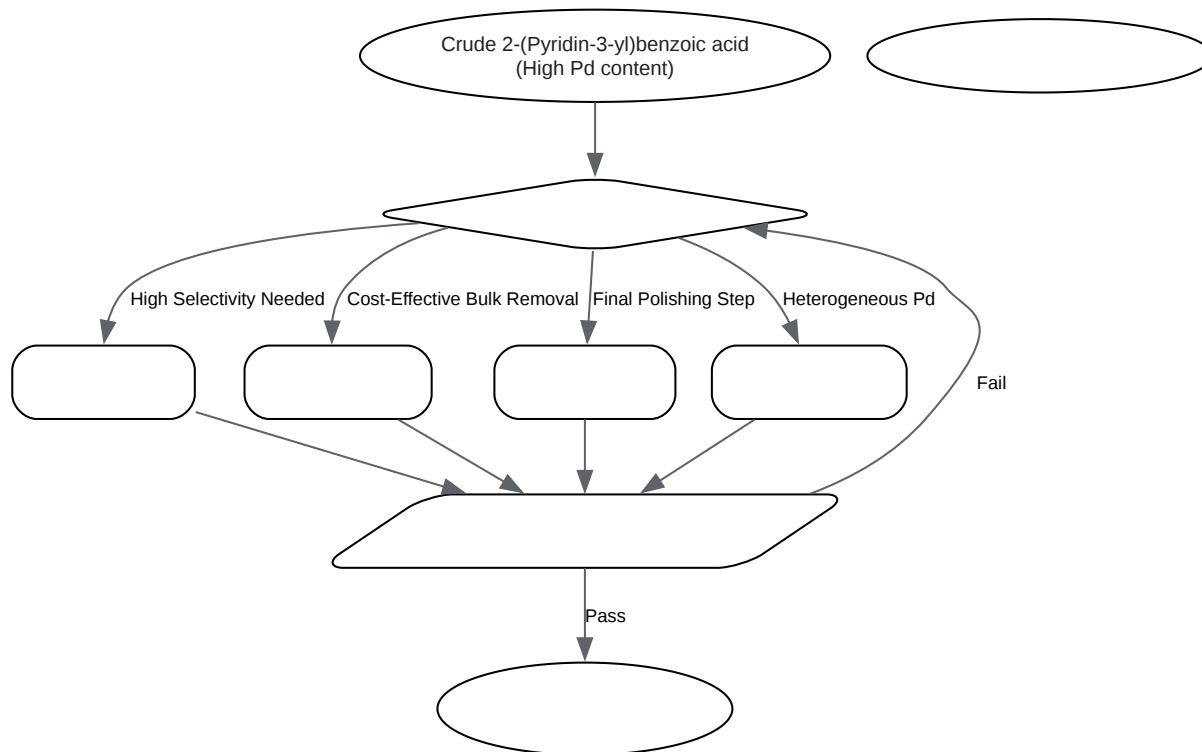 Crude 2-(Pyridin-3-yl)benzoic acid
(High Pd content)
High Selectivity Needed
Cost-Effective Bulk Removal
Final Polishing Step
Heterogeneous Pd
Fail
Pass